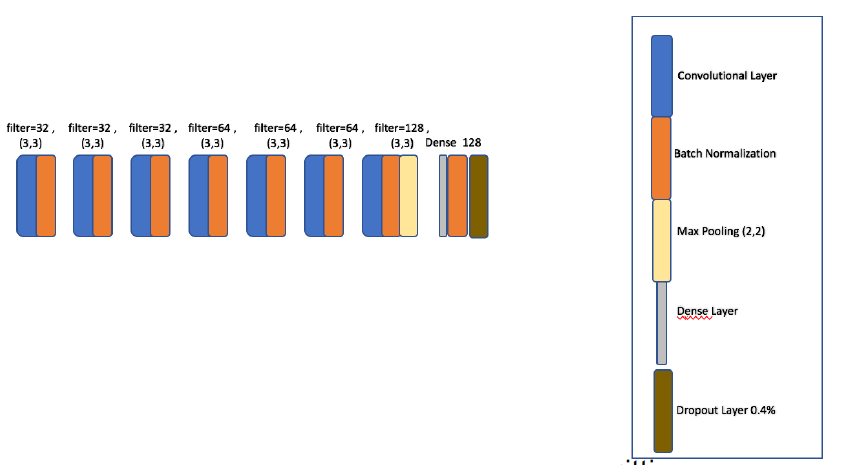 filter=32 ,
(3,3)
filter=32 ,
(3,3)
filter=32 ,
(3,3)
filter=64 ,
(3,3)
filter=64 ,
(3,3)
filter=64 ,
(3,3)
filter=128 ,
(3,3)
Dense 128
Convolutional Layer
Batch Normalization
Max Pooling (2,2)
Dense Layer
Dropout Layer 0.4%